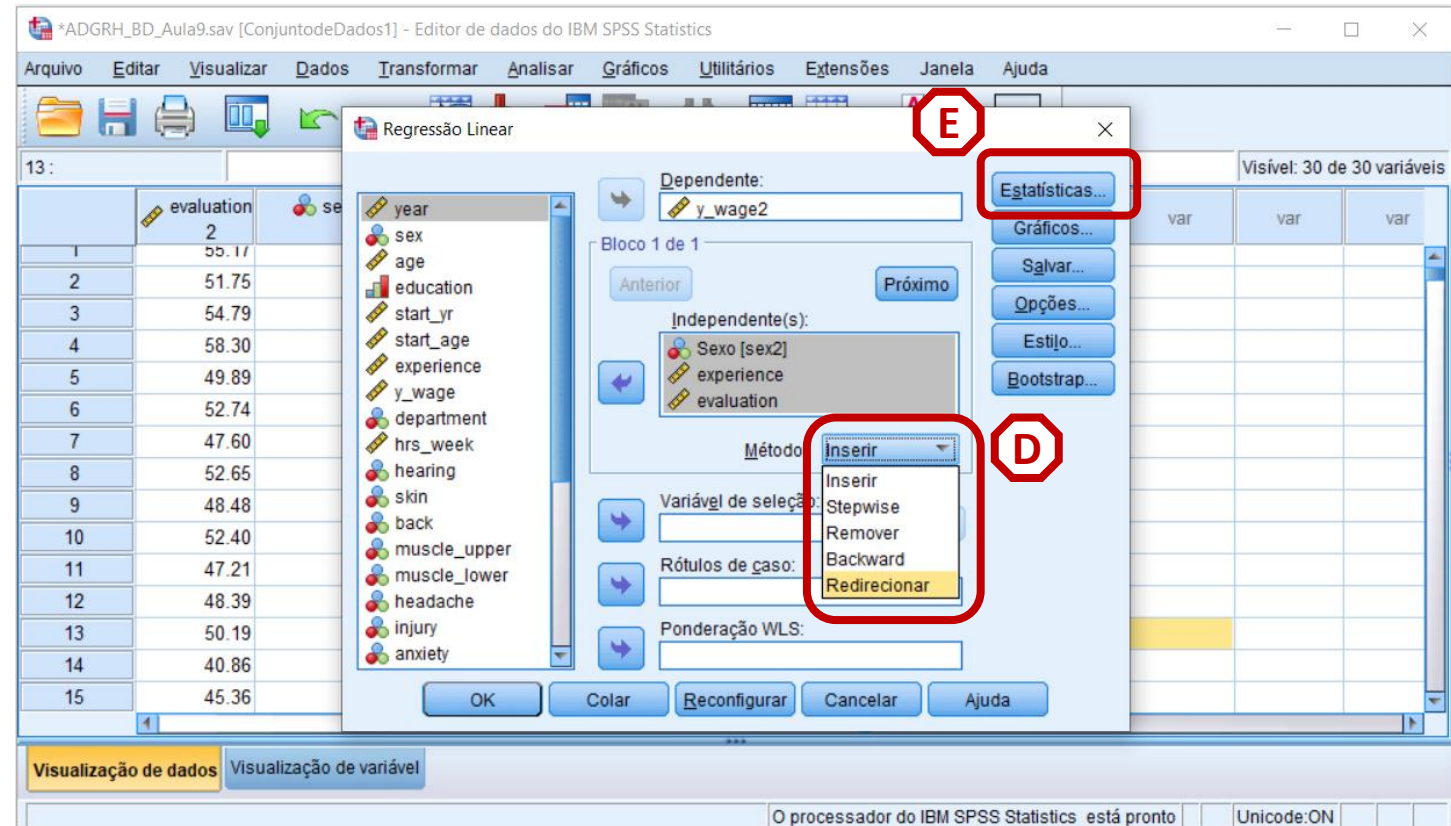 *ADGRH_BD_Aula9.sav [ConjuntodeDados1] - Editor de dados do IBM SPSS Statistics
Arquivo Editar Visualizar Dados Transformar Analisar Gráficos Utilitários Extensões Janela Ajuda
E
Regressão Linear
13 :
Visível: 30 de 30 variáveis
evaluation
2
se
var var var
1 55.17
2 51.75
3 54.79
4 58.30
5 49.89
6 52.74
7 47.60
8 52.65
9 48.48
10 52.40
11 47.21
12 48.39
13 50.19
14 40.86
15 45.36
year
sex
age
education
start_yr
start_age
experience
y_wage
department
hrs_week
hearing
skin
back
muscle_upper
muscle_lower
headache
injury
anxiety
Dependente:
y_wage2
Bloco 1 de 1
Anterior Próximo
Independente(s):
Sexo [sex2]
experience
evaluation
Método Inserir
D
Inserir
Stepwise
Remover
Backward
Redirecionar
Variável de seleção:
Rótulos de caso:
Ponderação WLS:
Estatísticas...
Gráficos...
Salvar...
Opções...
Estilo...
Bootstrap...
OK Colar Reconfigurar Cancelar Ajuda
Visualização de dados Visualização de variável
O processador do IBM SPSS Statistics está pronto Unicode:ON